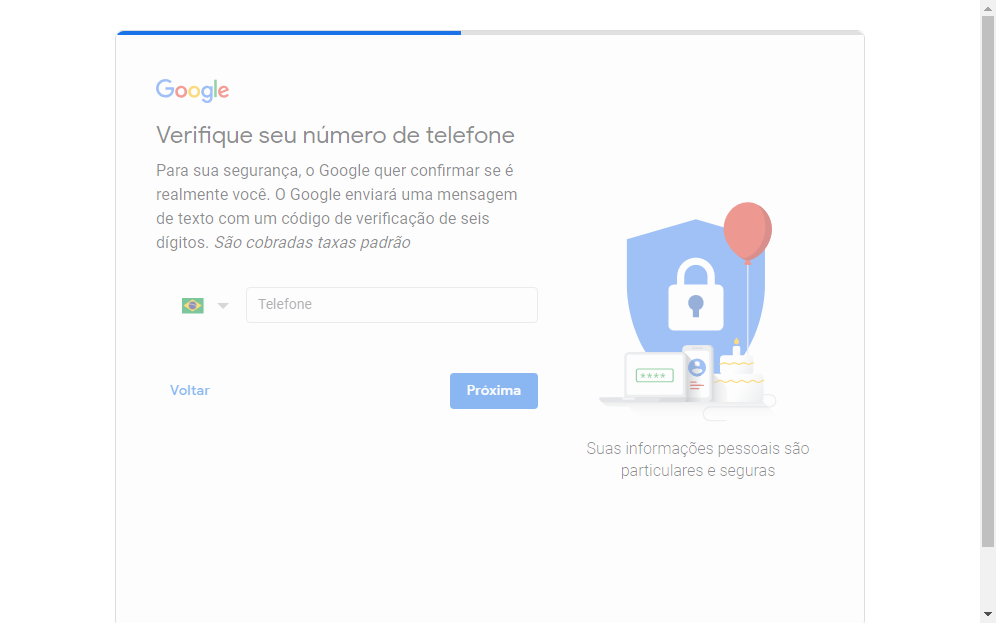 Google
Verifique seu número de telefone
Para sua segurança, o Google quer confirmar se é
realmente você. O Google enviará uma mensagem
de texto com um código de verificação de seis
dígitos. São cobradas taxas padrão
Telefone
Voltar
Próxima
****
Suas informações pessoais são
particulares e seguras